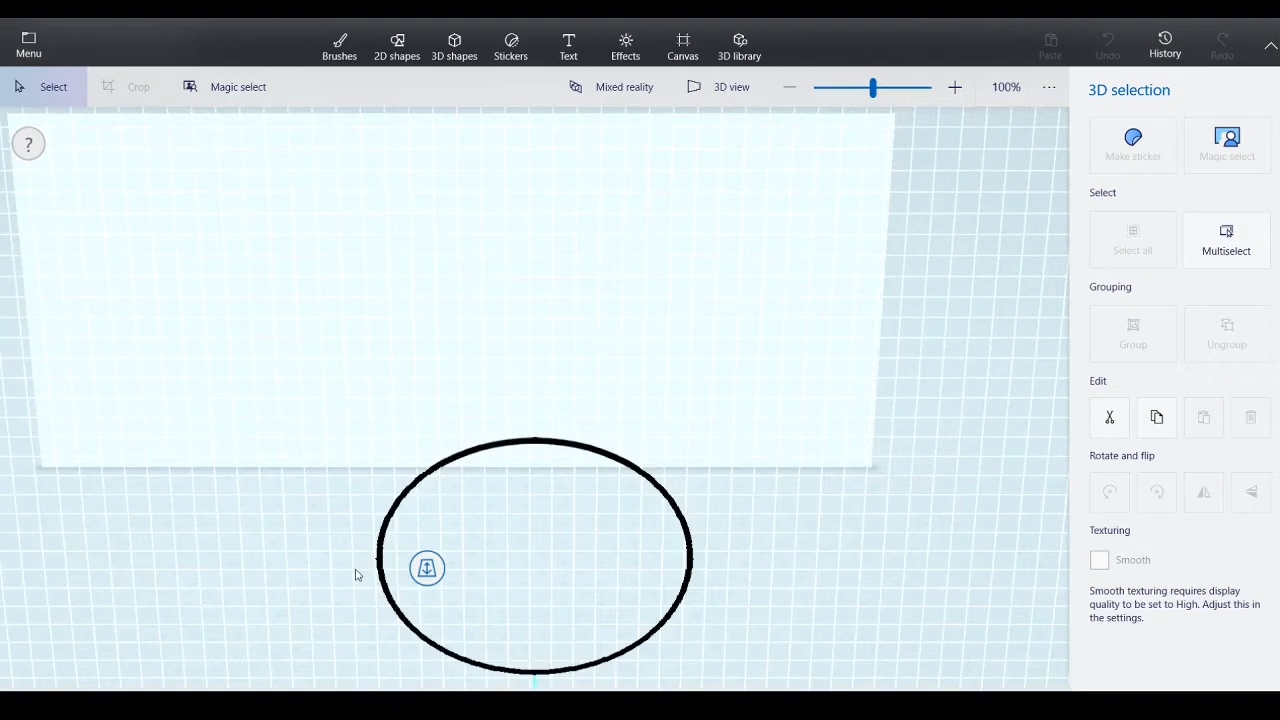 Menu
Brushes
2D shapes
3D shapes
Stickers
Text
Effects
Canvas
3D library
Paste
Undo
History
Redo
Select
Crop
Magic select
Mixed reality
3D view
100%
?
3D selection
Make sticker
Magic select
Select
Select all
Multiselect
Grouping
Group
Ungroup
Edit
Rotate and flip
Texturing
Smooth
Smooth texturing requires display
quality to be set to High. Adjust this in
the settings.